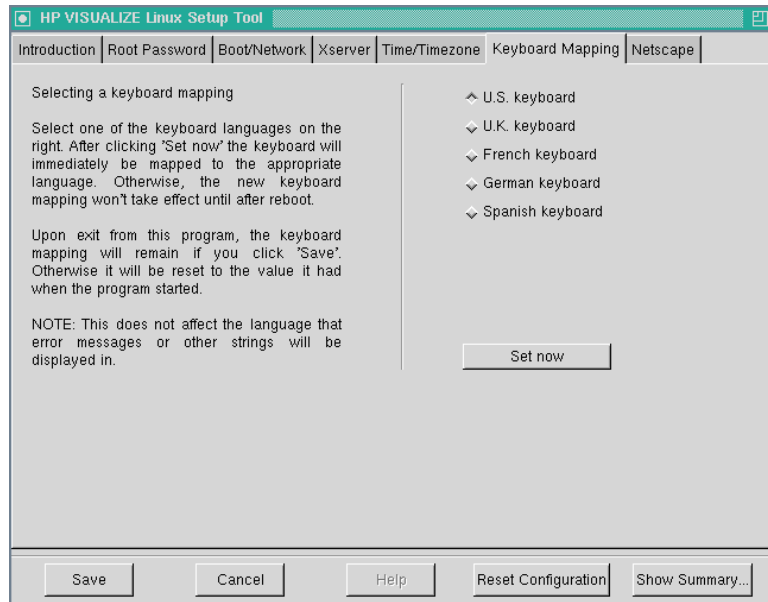 HP VISUALIZE Linux Setup Tool
Introduction Root Password Boot/Network Xserver Time/Timezone Keyboard Mapping Netscape
Selecting a keyboard mapping
Select one of the keyboard languages on the
right. After clicking 'Set now' the keyboard will
immediately be mapped to the appropriate
language. Otherwise, the new keyboard
mapping won't take effect until after reboot.
Upon exit from this program, the keyboard
mapping will remain if you click 'Save'.
Otherwise it will be reset to the value it had
when the program started.
NOTE: This does not affect the language that
error messages or other strings will be
displayed in.
U.S. keyboard
U.K. keyboard
French keyboard
German keyboard
Spanish keyboard
Set now
Save Cancel Help Reset Configuration Show Summary...